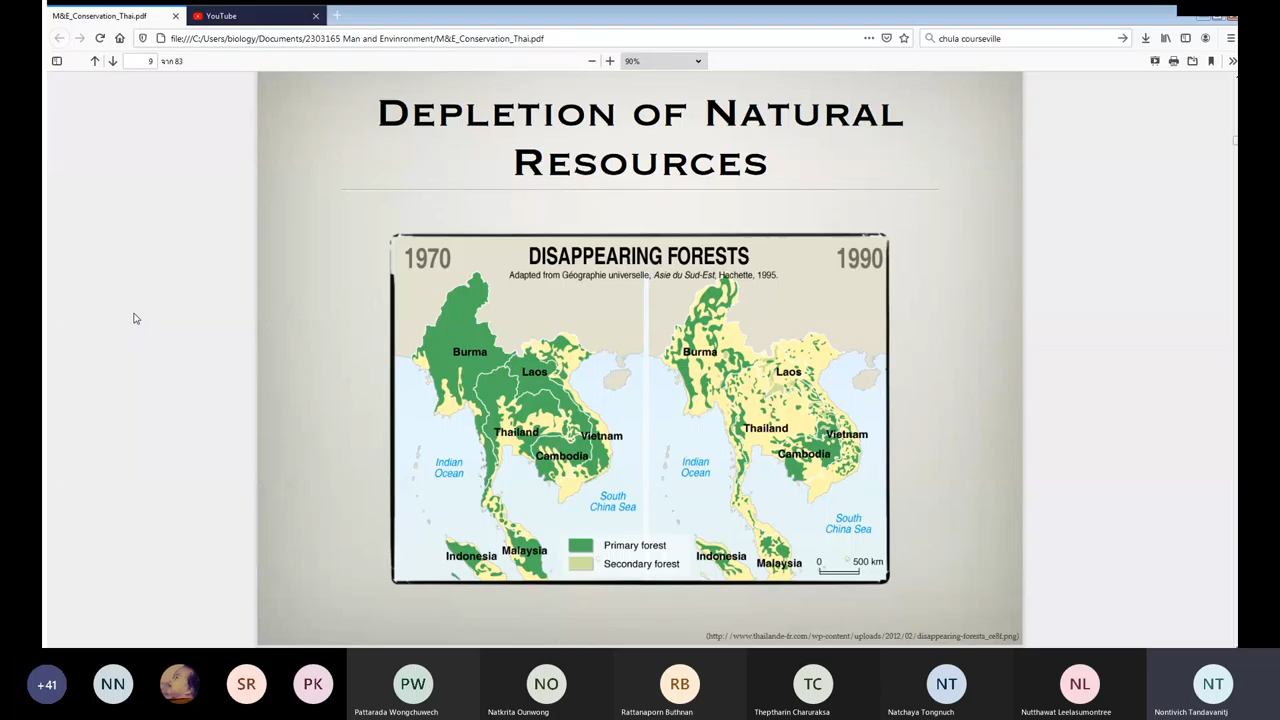 M&E_Conservation_Thai.pdf
YouTube
file:///C:/Users/biology/Documents/2303165 Man and Envinronment/M&E_Conservation_Thai.pdf
chula courseville
9 จาก 83
90%
DEPLETION OF NATURAL
RESOURCES
1970
DISAPPEARING FORESTS
1990
Adapted from Géographie universelle, Asie du Sud-Est, Hachette, 1995.
Burma
Laos
Thailand
Vietnam
Cambodia
Indian
Ocean
South
China Sea
Indonesia
Malaysia
Primary forest
Secondary forest
Burma
Laos
Thailand
Vietnam
Cambodia
Indian
Ocean
South
China Sea
Indonesia
Malaysia
0 500 km
(http://www.thailande-fr.com/wp-content/uploads/2012/02/disappearing-forests_ce8f.png)
+41
NN
SR
PK
PW
NO
RB
TC
NT
NL
NT
Pattarada Wongchuwech
Natkrita Ounwong
Rattanaporn Buthnan
Theptharin Charuraksa
Natchaya Tongnuch
Nutthawat Leelasumontree
Nontivich Tandavanitj